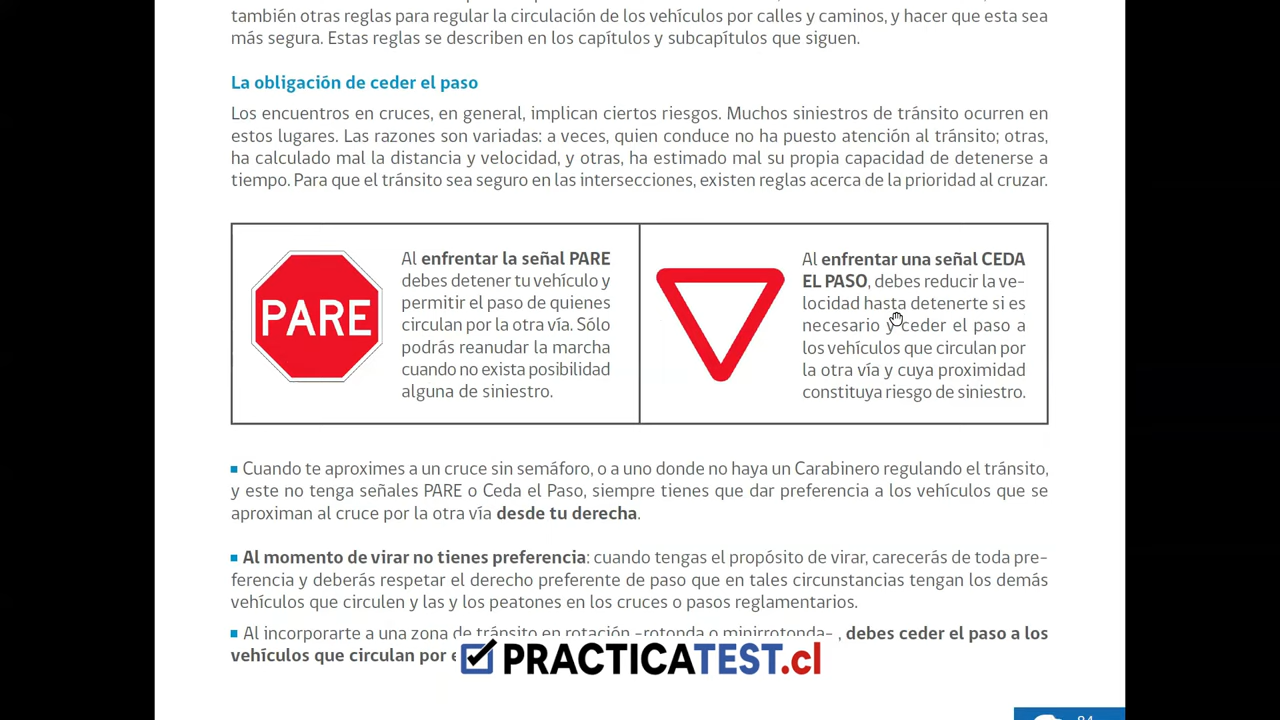 también otras reglas para regular la circulación de los vehículos por calles y caminos, y hacer que esta sea
más segura. Estas reglas se describen en los capítulos y subcapítulos que siguen.
La obligación de ceder el paso
Los encuentros en cruces, en general, implican ciertos riesgos. Muchos siniestros de tránsito ocurren en
estos lugares. Las razones son variadas: a veces, quien conduce no ha puesto atención al tránsito; otras,
ha calculado mal la distancia y velocidad, y otras, ha estimado mal su propia capacidad de detenerse a
tiempo. Para que el tránsito sea seguro en las intersecciones, existen reglas acerca de la prioridad al cruzar.
PARE
Al enfrentar la señal PARE
debes detener tu vehículo y
permitir el paso de quienes
circulan por la otra vía. Sólo
podrás reanudar la marcha
cuando no exista posibilidad
alguna de siniestro.
Al enfrentar una señal CEDA
EL PASO, debes reducir la ve-
locidad hasta detenerte si es
necesario y ceder el paso a
los vehículos que circulan por
la otra vía y cuya proximidad
constituya riesgo de siniestro.
▪ Cuando te aproximes a un cruce sin semáforo, o a uno donde no haya un Carabinero regulando el tránsito,
y este no tenga señales PARE o Ceda el Paso, siempre tienes que dar preferencia a los vehículos que se
aproximan al cruce por la otra vía desde tu derecha.
▪ Al momento de virar no tienes preferencia: cuando tengas el propósito de virar, carecerás de toda pre-
ferencia y deberás respetar el derecho preferente de paso que en tales circunstancias tengan los demás
vehículos que circulen y las y los peatones en los cruces o pasos reglamentarios.
▪ Al incorporarte a una zona de tránsito en rotación -rotonda o minirrotonda- , debes ceder el paso a los
vehículos que circulan por
PRACTICATEST.cl